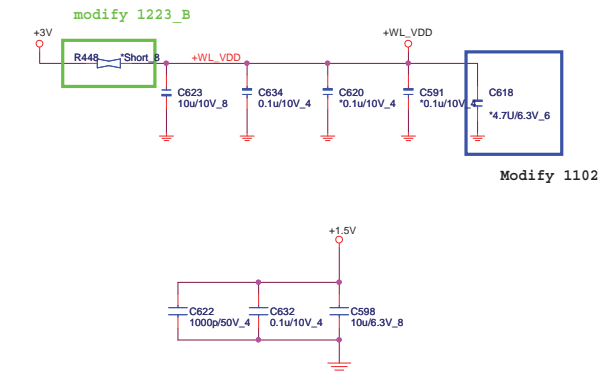 modify 1223_B
+3V
+WL_VDD
R448
*Short_8
+WL_VDD
C623
10u/10V_8
C634
0.1u/10V_4
C620
*0.1u/10V_4
C591
*0.1u/10V_4
C618
*4.7U/6.3V_6
Modify 1102
+1.5V
C622
1000p/50V_4
C632
0.1u/10V_4
C598
10u/6.3V_8